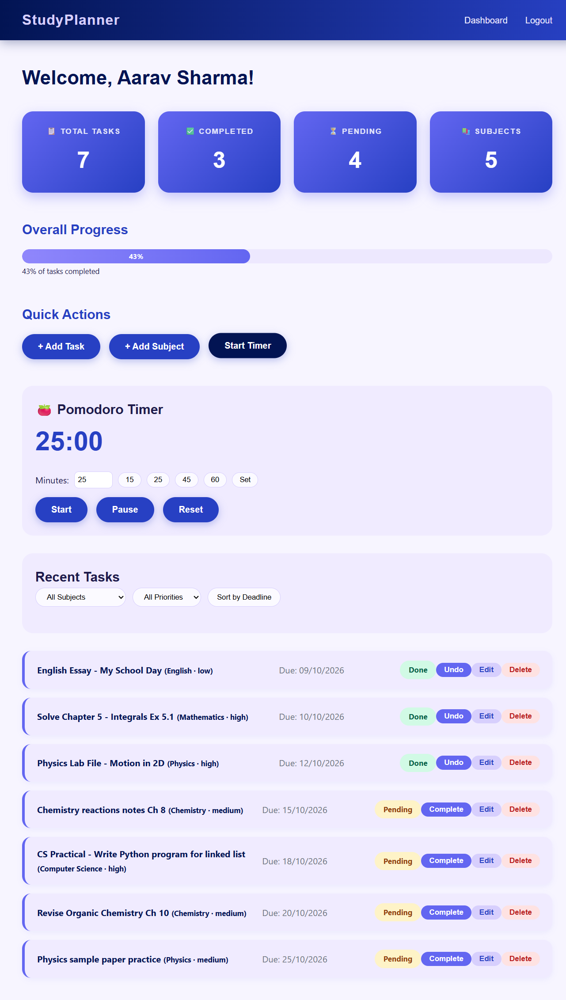 StudyPlanner
Dashboard Logout
Welcome, Aarav Sharma!
TOTAL TASKS
7
COMPLETED
3
PENDING
4
SUBJECTS
5
Overall Progress
43%
43% of tasks completed
Quick Actions
+ Add Task + Add Subject Start Timer
Pomodoro Timer
25:00
Minutes: 25 15 25 45 60 Set
Start Pause Reset
Recent Tasks
All Subjects All Priorities Sort by Deadline
English Essay - My School Day (English · low) Due: 09/10/2026 Done Undo Edit Delete
Solve Chapter 5 - Integrals Ex 5.1 (Mathematics · high) Due: 10/10/2026 Done Undo Edit Delete
Physics Lab File - Motion in 2D (Physics · high) Due: 12/10/2026 Done Undo Edit Delete
Chemistry reactions notes Ch 8 (Chemistry · medium) Due: 15/10/2026 Pending Complete Edit Delete
CS Practical - Write Python program for linked list
(Computer Science · high) Due: 18/10/2026 Pending Complete Edit Delete
Revise Organic Chemistry Ch 10 (Chemistry · medium) Due: 20/10/2026 Pending Complete Edit Delete
Physics sample paper practice (Physics · medium) Due: 25/10/2026 Pending Complete Edit Delete